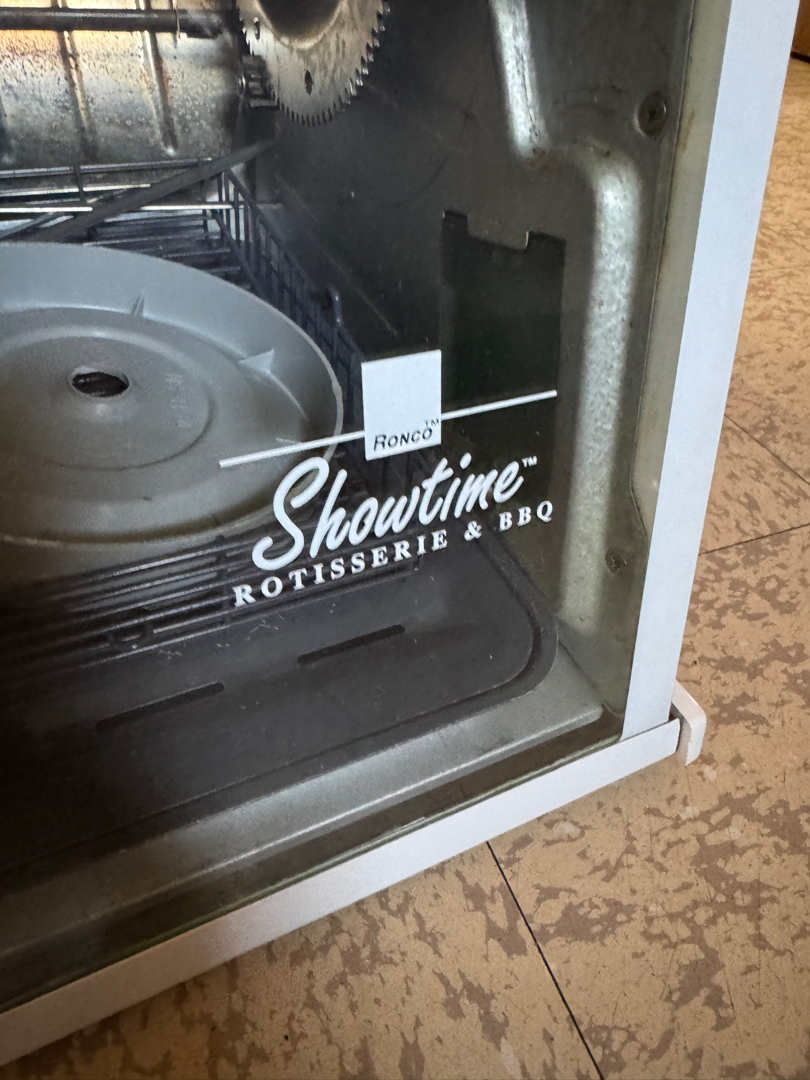 RONCO™
Showtime™
ROTISSERIE & BBQ